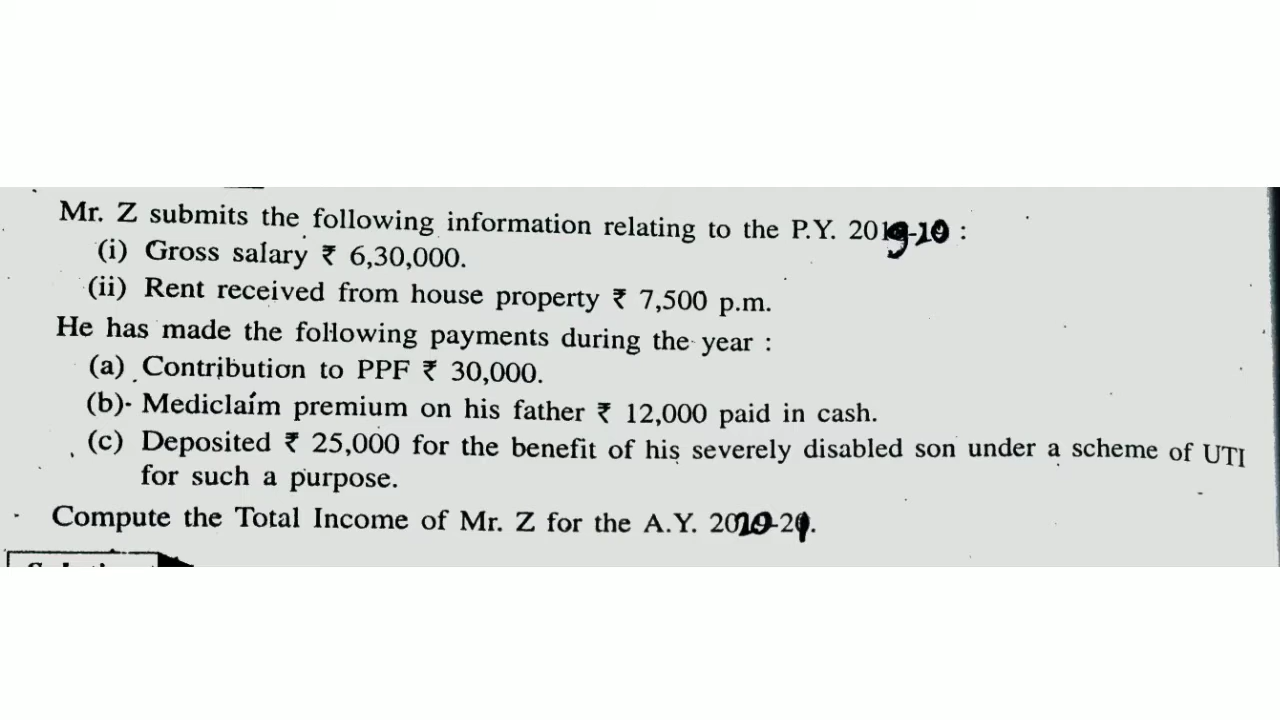 Mr. Z submits the following information relating to the P.Y. 2019-20 :
(i) Gross salary ₹ 6,30,000.
(ii) Rent received from house property ₹ 7,500 p.m.
He has made the following payments during the year :
(a) Contribution to PPF ₹ 30,000.
(b) Mediclaim premium on his father ₹ 12,000 paid in cash.
(c) Deposited ₹ 25,000 for the benefit of his severely disabled son under a scheme of UTI
for such a purpose.
Compute the Total Income of Mr. Z for the A.Y. 2020-21.